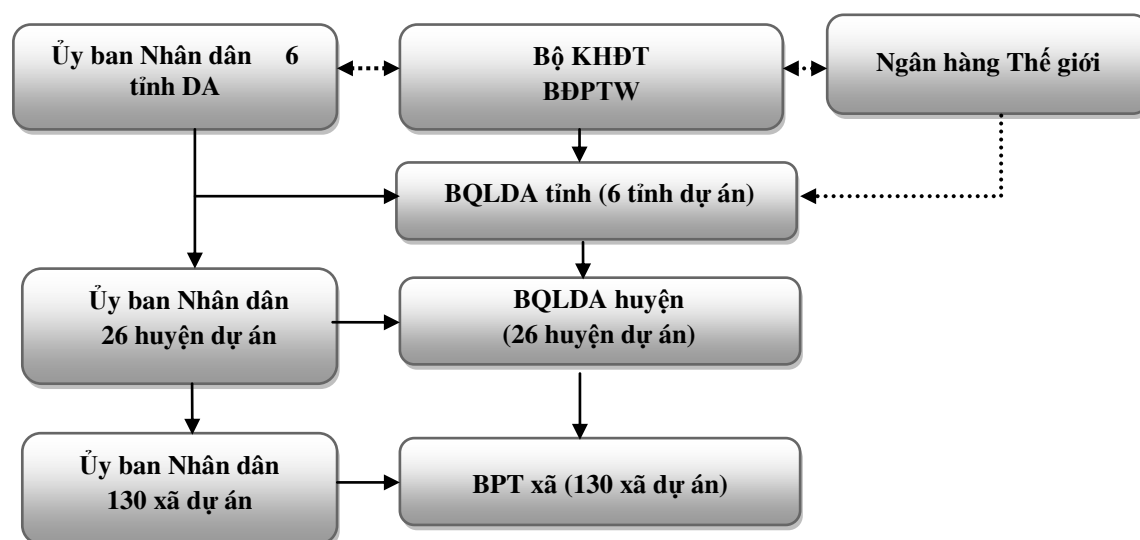 Ủy ban Nhân dân 6
tỉnh DA
Bộ KHĐT
BĐPTW
Ngân hàng Thế giới
BQLDA tỉnh (6 tỉnh dự án)
Ủy ban Nhân dân
26 huyện dự án
BQLDA huyện
(26 huyện dự án)
Ủy ban Nhân dân
130 xã dự án
BPT xã (130 xã dự án)